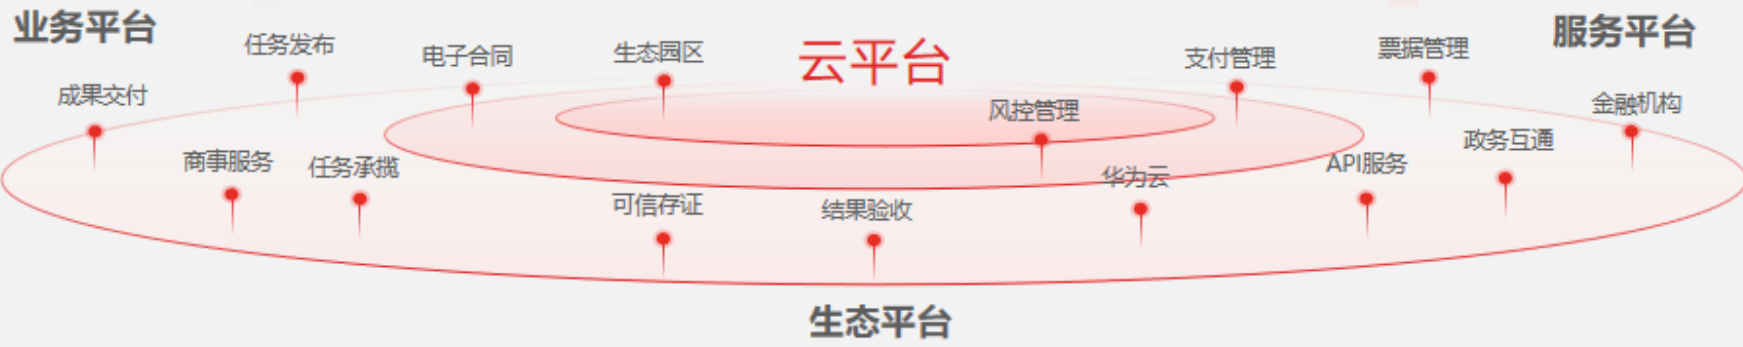 业务平台
服务平台
任务发布
电子合同
生态园区
云平台
支付管理
票据管理
成果交付
风控管理
金融机构
商事服务
任务承揽
政务互通
API服务
华为云
可信存证
结果验收
生态平台